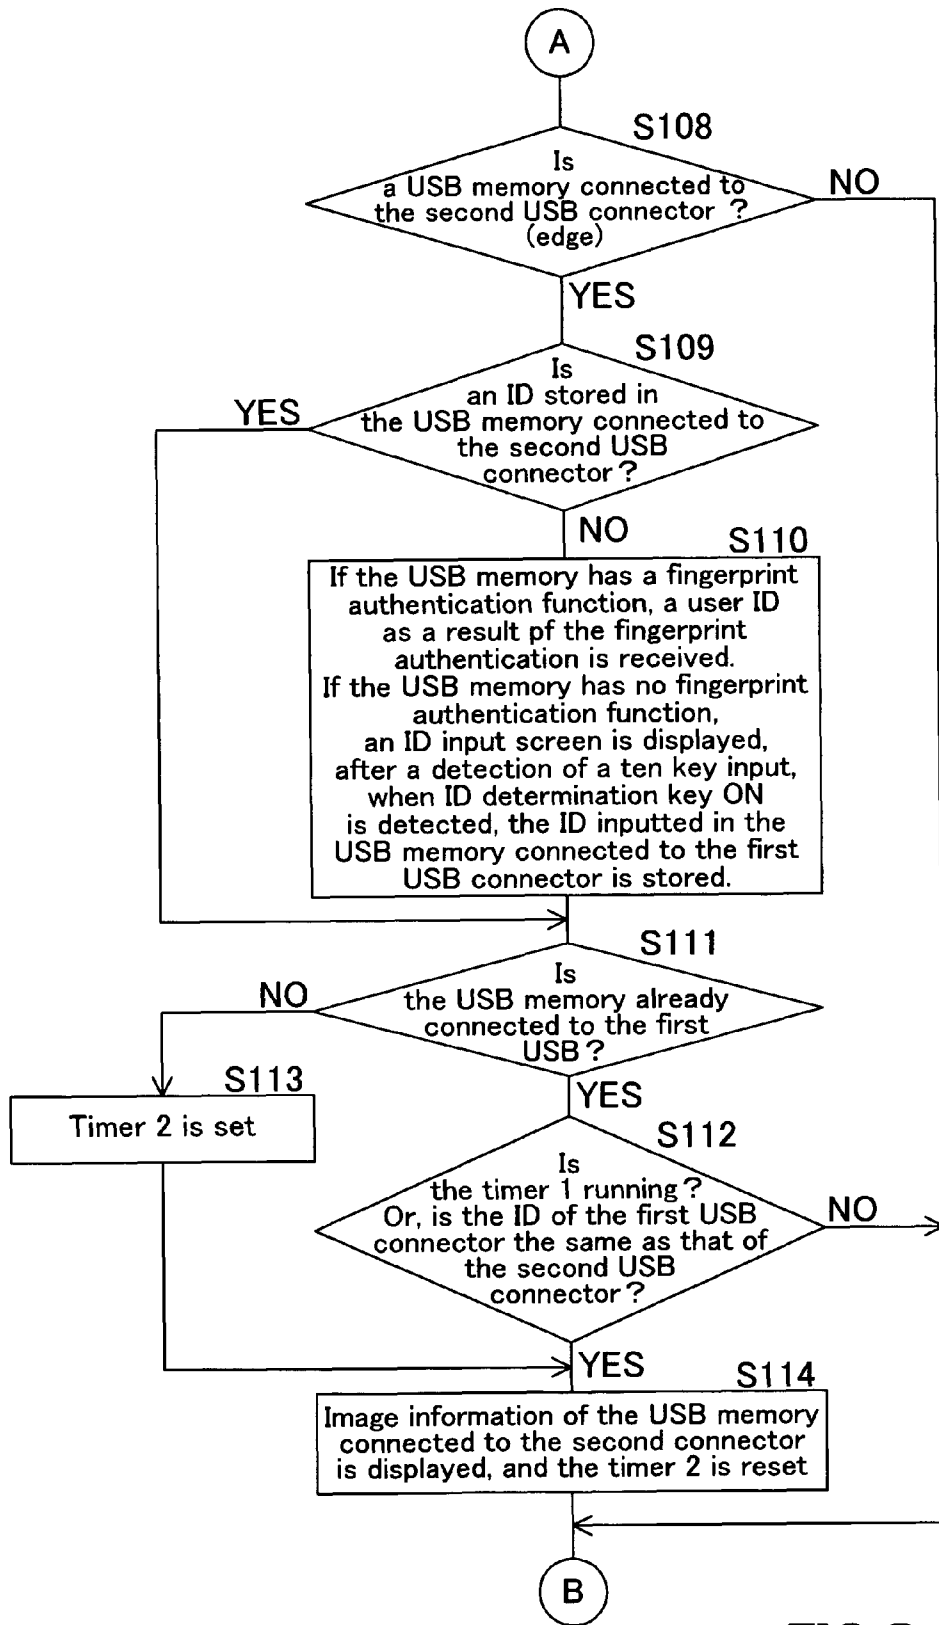 A
S108
Is
a USB memory connected to
the second USB connector ?
(edge)
NO
YES
S109
Is
an ID stored in
the USB memory connected to
the second USB
connector?
YES
NO
S110
If the USB memory has a fingerprint
authentication function, a user ID
as a result pf the fingerprint
authentication is received.
If the USB memory has no fingerprint
authentication function,
an ID input screen is displayed,
after a detection of a ten key input,
when ID determination key ON
is detected, the ID inputted in the
USB memory connected to the first
USB connector is stored.
S111
Is
the USB memory already
connected to the first
USB?
NO
YES
S113
Timer 2 is set
S112
Is
the timer 1 running?
Or, is the ID of the first USB
connector the same as that of
the second USB
connector?
NO
YES
S114
Image information of the USB memory
connected to the second connector
is displayed, and the timer 2 is reset
B